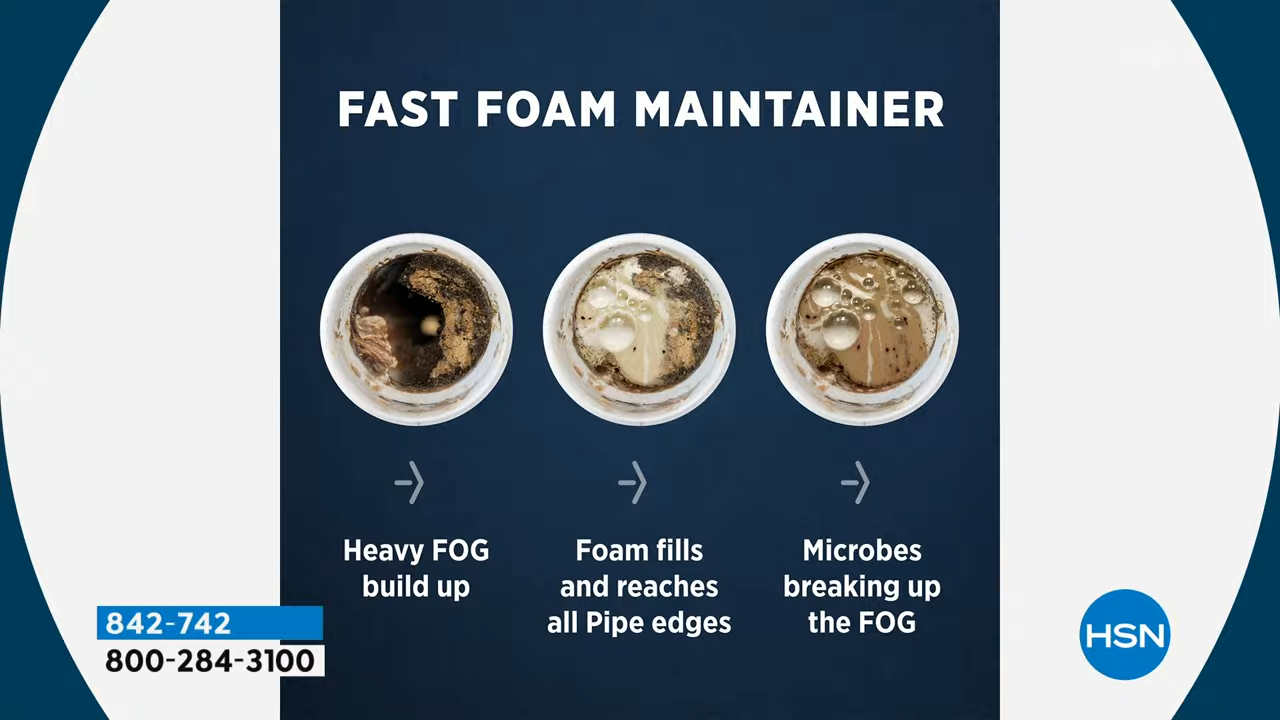 FAST FOAM MAINTAINER
Heavy FOG
build up
Foam fills
and reaches
all Pipe edges
Microbes
breaking up
the FOG
842-742
800-284-3100
HSN